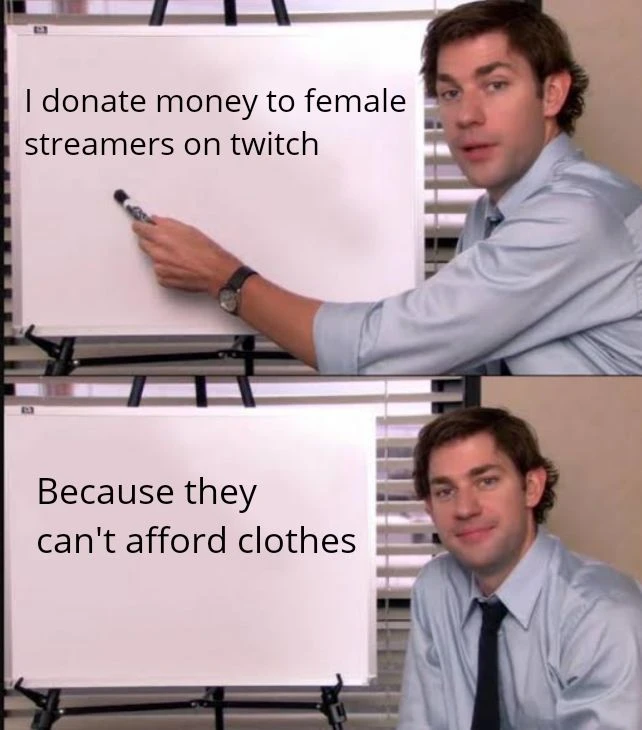 I donate money to female
streamers on twitch
Because they
can't afford clothes